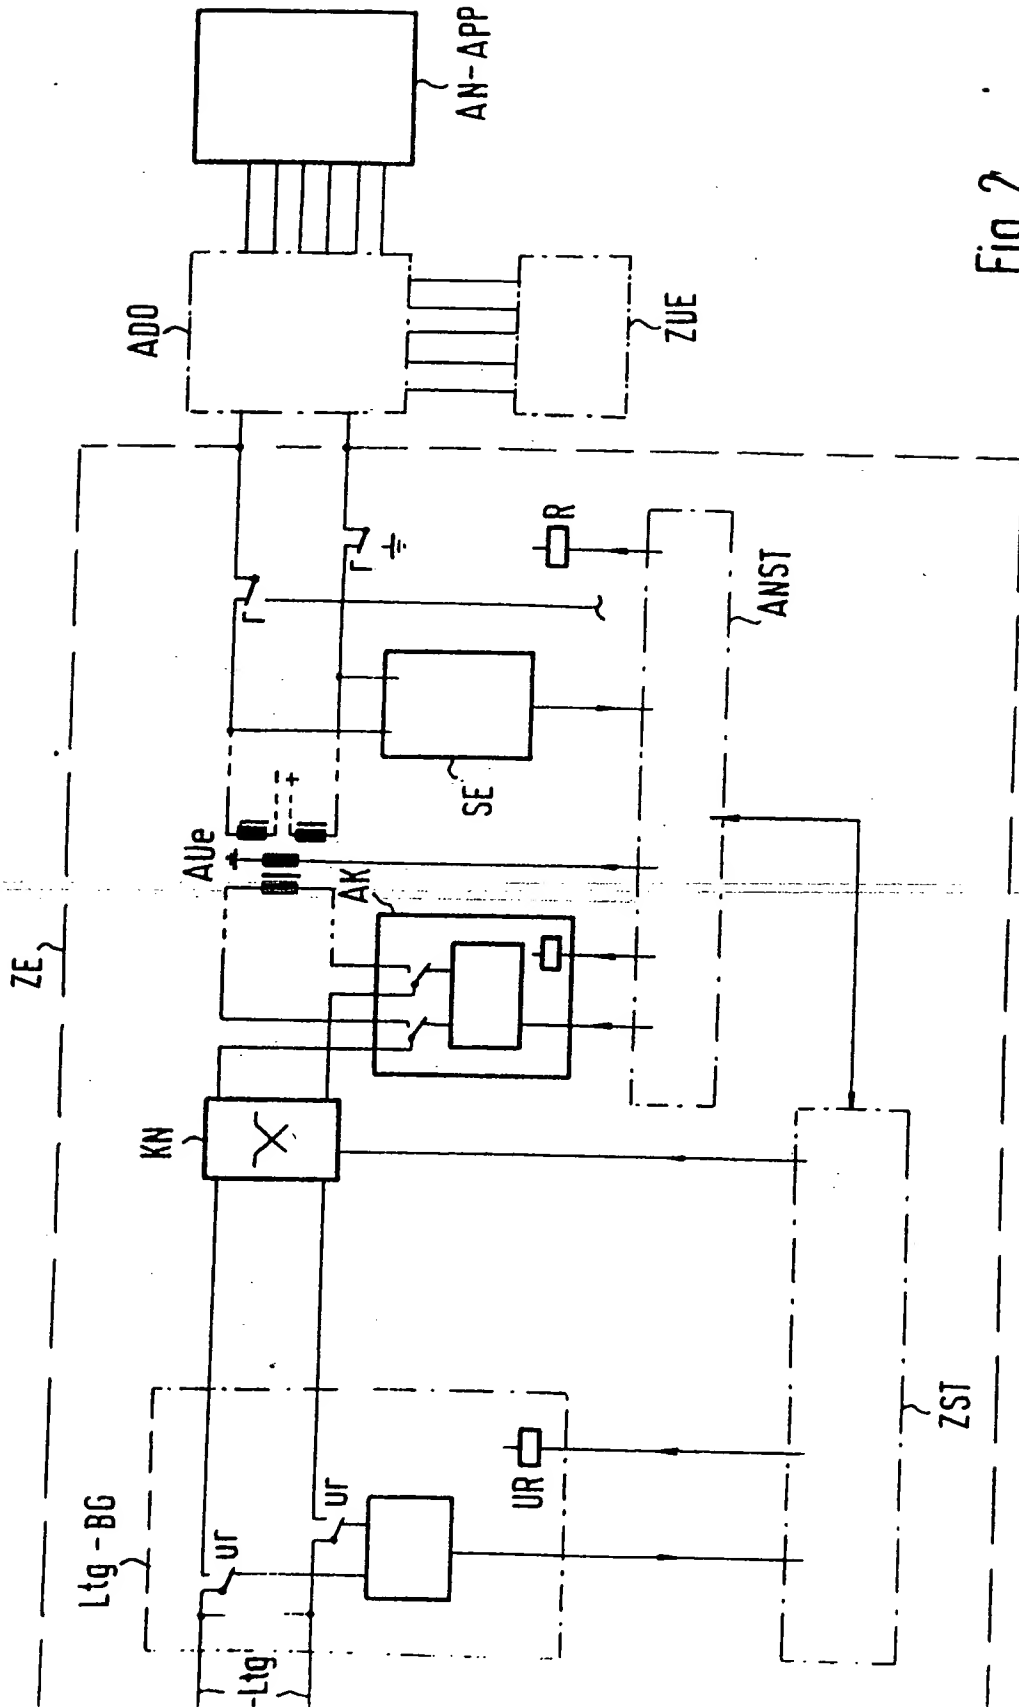 AN-APP
ADO
ZUE
Fig 2
ZE
R
r
r
ANST
SE
AUe
AK
KN
ZST
Ltg-BG
ur
ur
UR
-Ltg